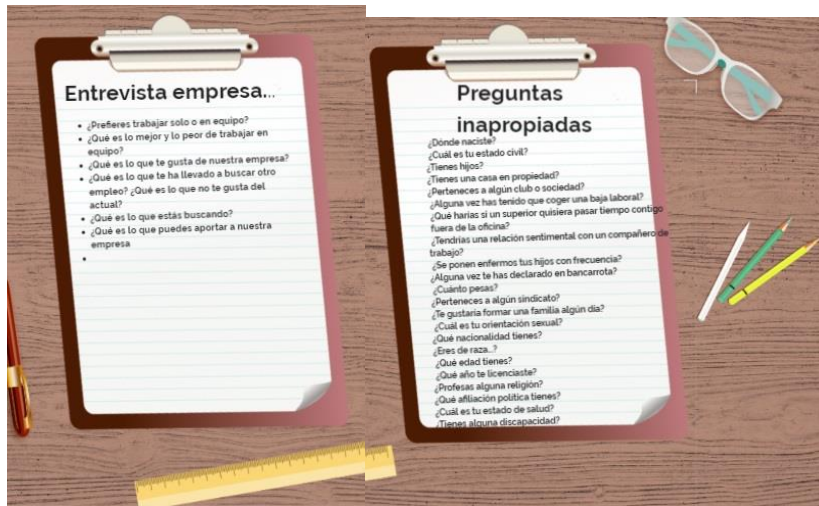 Entrevista empresa...
• ¿Prefieres trabajar solo o en equipo?
• ¿Qué es lo mejor y lo peor de trabajar en
equipo?
• ¿Qué es lo que te gusta de nuestra empresa?
• ¿Qué es lo que te ha llevado a buscar otro
empleo? ¿Qué es lo que no te gusta del
actual?
• ¿Qué es lo que estás buscando?
• ¿Qué es lo que puedes aportar a nuestra
empresa
•
Preguntas
inapropiadas
¿Dónde naciste?
¿Cuál es tu estado civil?
¿Tienes hijos?
¿Tienes una casa en propiedad?
¿Perteneces a algún club o sociedad?
¿Alguna vez has tenido que coger una baja laboral?
¿Qué harías si un superior quisiera pasar tiempo contigo
fuera de la oficina?
¿Tendrías una relación sentimental con un compañero de
trabajo?
¿Se ponen enfermos tus hijos con frecuencia?
¿Alguna vez te has declarado en bancarrota?
¿Cuánto pesas?
¿Perteneces a algún sindicato?
¿Te gustaría formar una familia algún día?
¿Cuál es tu orientación sexual?
¿Qué nacionalidad tienes?
¿Eres de raza...?
¿Qué edad tienes?
¿Qué año te licenciaste?
¿Profesas alguna religión?
¿Qué afiliación política tienes?
¿Cuál es tu estado de salud?
¿Tienes alguna discapacidad?